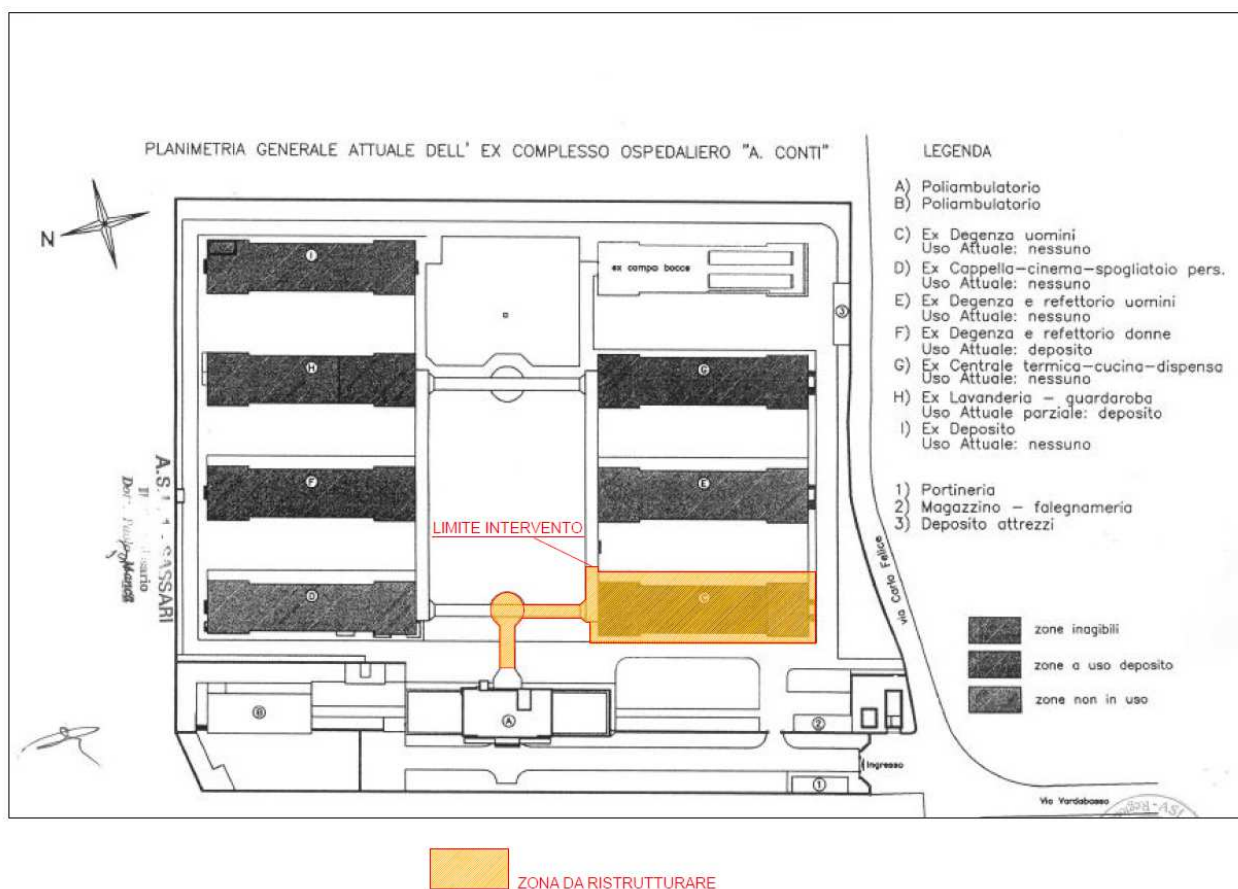 PLANIMETRIA GENERALE ATTUALE DELL' EX COMPLESSO OSPEDALIERO "A. CONTI"
N
LEGENDA
A) Poliambulatorio
B) Poliambulatorio
C) Ex Degenza uomini
Uso Attuale: nessuno
D) Ex Cappella-cinema-spogliatoio pers.
Uso Attuale: nessuno
E) Ex Degenza e refettorio uomini
Uso Attuale: nessuno
F) Ex Degenza e refettorio donne
Uso Attuale: deposito
G) Ex Centrale termica-cucina-dispensa
Uso Attuale: nessuno
H) Ex Lavanderia - guardaroba
Uso Attuale parziale: deposito
I) Ex Deposito
Uso Attuale: nessuno
1) Portineria
2) Magazzino - falegnameria
3) Deposito attrezzi
zone inagibili
zone a uso deposito
zone non in uso
I
ex campo bocce
3
H
G
F
E
LIMITE INTERVENTO
D
B
A
2
1
Ingresso
via Carlo Felice
Via Vardabasso
SASSARI
ZONA DA RISTRUTTURARE